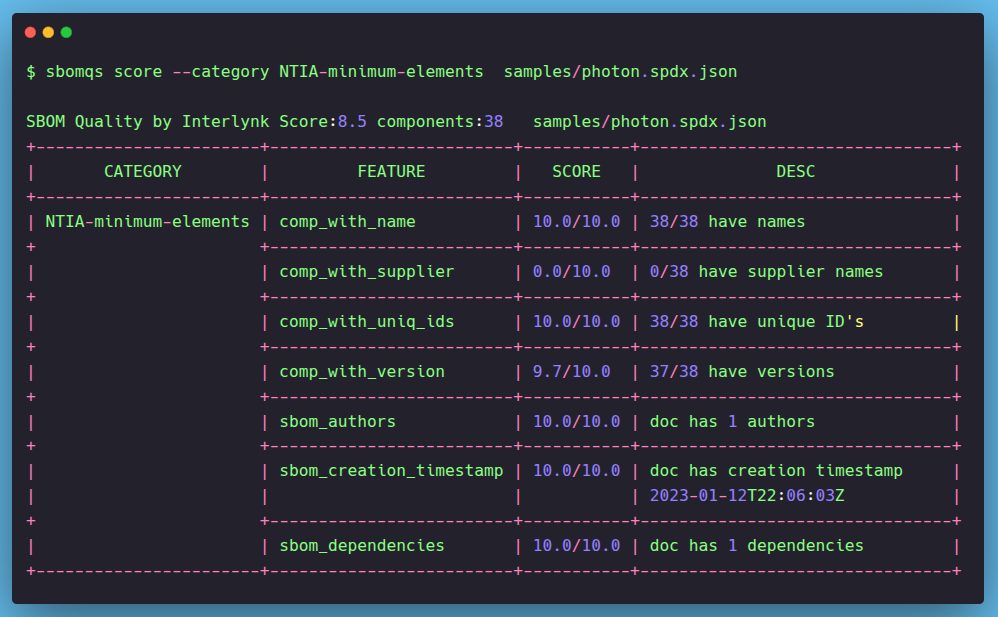 $ sbomqs score --category NTIA-minimum-elements  samples/photon.spdx.json

SBOM Quality by Interlynk Score:8.5 components:38   samples/photon.spdx.json
+-----------------------+-------------------------+-----------+--------------------------------+
|       CATEGORY        |         FEATURE         |   SCORE   |              DESC              |
+-----------------------+-------------------------+-----------+--------------------------------+
| NTIA-minimum-elements | comp_with_name          | 10.0/10.0 | 38/38 have names               |
+                       +-------------------------+-----------+--------------------------------+
|                       | comp_with_supplier      | 0.0/10.0  | 0/38 have supplier names       |
+                       +-------------------------+-----------+--------------------------------+
|                       | comp_with_uniq_ids      | 10.0/10.0 | 38/38 have unique ID's         |
+                       +-------------------------+-----------+--------------------------------+
|                       | comp_with_version       | 9.7/10.0  | 37/38 have versions            |
+                       +-------------------------+-----------+--------------------------------+
|                       | sbom_authors            | 10.0/10.0 | doc has 1 authors              |
+                       +-------------------------+-----------+--------------------------------+
|                       | sbom_creation_timestamp | 10.0/10.0 | doc has creation timestamp     |
|                       |                         |           | 2023-01-12T22:06:03Z           |
+                       +-------------------------+-----------+--------------------------------+
|                       | sbom_dependencies       | 10.0/10.0 | doc has 1 dependencies         |
+-----------------------+-------------------------+-----------+--------------------------------+